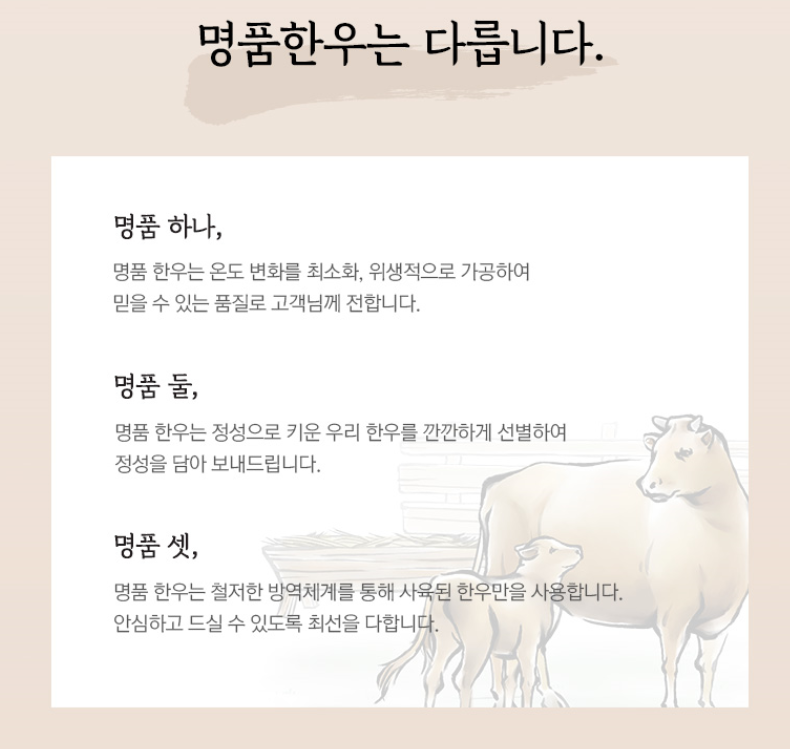 명품한우는 다릅니다.
명품 하나,
명품 한우는 온도 변화를 최소화, 위생적으로 가공하여
믿을 수 있는 품질로 고객님께 전합니다.
명품 둘,
명품 한우는 정성으로 키운 우리 한우를 깐깐하게 선별하여
정성을 담아 보내드립니다.
명품 셋,
명품 한우는 철저한 방역체계를 통해 사육된 한우만을 사용합니다.
안심하고 드실 수 있도록 최선을 다합니다.